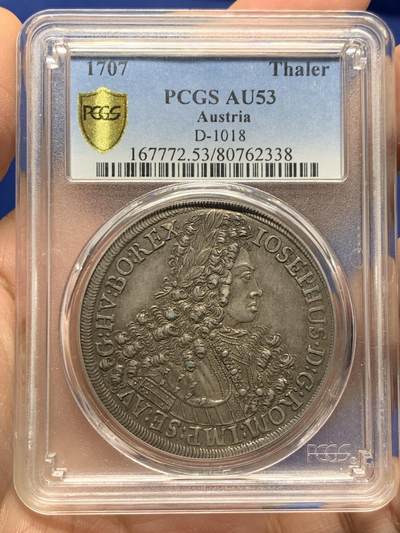 1707 Thaler
PCGS
PCGS AU53
Austria
D-1018
167772.53/80762338
IOSEPHUS·D:G:ROM:IMP:SE:AV
G:HV:BO:REX
PCGS